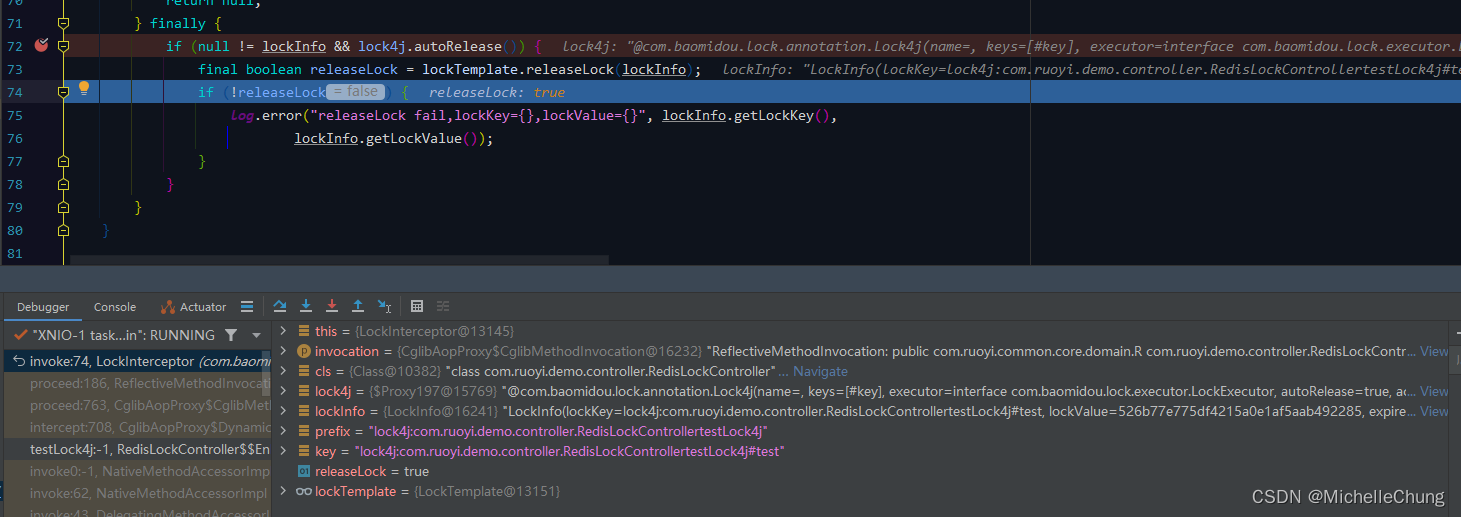 70 return null;
71 } finally {
72 if (null != lockInfo && lock4j.autoRelease()) { lock4j: "@com.baomidou.lock.annotation.Lock4j(name=, keys=[#key], executor=interface com.baomidou.lock.executor.
73 final boolean releaseLock = lockTemplate.releaseLock(lockInfo); lockInfo: "LockInfo(lockKey=lock4j:com.ruoyi.demo.controller.RedisLockControllertestLock4j#te
74 if (!releaseLock = false ) { releaseLock: true
75 log.error("releaseLock fail,lockKey={},lockValue={}", lockInfo.getLockKey(),
76 lockInfo.getLockValue());
77 }
78 }
79 }
80 }
81
Debugger Console Actuator
"XNIO-1 task...in": RUNNING
invoke:74, LockInterceptor (com.baomi
proceed:186, ReflectiveMethodInvocat
proceed:763, CglibAopProxy$CglibMet
intercept:708, CglibAopProxy$Dynamic
testLock4j:-1, RedisLockController$$En
invoke0:-1, NativeMethodAccessorImpl
invoke:62, NativeMethodAccessorImpl
invoke:43, DelegatingMethodAccessor
this = {LockInterceptor@13145}
invocation = {CglibAopProxy$CglibMethodInvocation@16232} "ReflectiveMethodInvocation: public com.ruoyi.common.core.domain.R com.ruoyi.demo.controller.RedisLockContr... View
cls = {Class@10382} "class com.ruoyi.demo.controller.RedisLockController" ... Navigate
lock4j = {$Proxy197@15769} "@com.baomidou.lock.annotation.Lock4j(name=, keys=[#key], executor=interface com.baomidou.lock.executor.LockExecutor, autoRelease=true, ac... View
lockInfo = {LockInfo@16241} "LockInfo(lockKey=lock4j:com.ruoyi.demo.controller.RedisLockControllertestLock4j#test, lockValue=526b77e775df4215a0e1af5aab492285, expire... View
prefix = "lock4j:com.ruoyi.demo.controller.RedisLockControllertestLock4j"
key = "lock4j:com.ruoyi.demo.controller.RedisLockControllertestLock4j#test"
releaseLock = true
lockTemplate = {LockTemplate@13151}
CSDN @MichelleChung